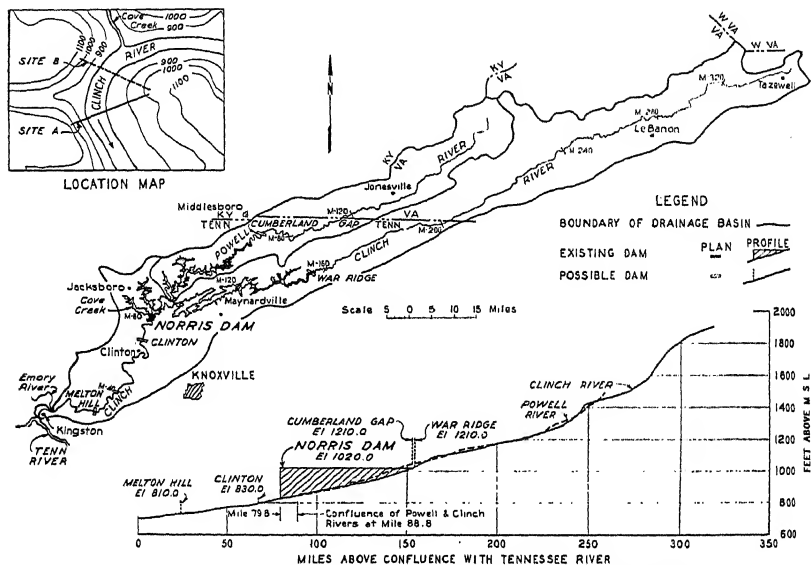 Cove
Creek
1000
900
1100
1000
900
RIVER
SITE B
900
1000
1100
CLINCH
SITE A
LOCATION MAP
N
KY
VA
W. VA
VA
W. VA
M-320
Tazewell
M-280
LeBanon
M-240
RIVER
KY
VA
Jonesville
RIVER
Middlesboro
KY
TENN
VA
TENN
M-120
CUMBERLAND GAP
M-200
POWELL
M-80
CLINCH
M-160
WAR RIDGE
Jacksboro
Cove
Creek
M-80
M-120
Maynardville
NORRIS DAM
CLINTON
Clinton
KNOXVILLE
Emory
River
MELTON
HILL
M-40
CLINCH
Kingston
TENN
RIVER
Scale 5 0 5 10 15 Miles
LEGEND
BOUNDARY OF DRAINAGE BASIN
PLAN PROFILE
EXISTING DAM
POSSIBLE DAM
2000
1800
1600
1400
1200
1000
800
600
FEET ABOVE M S L
CLINCH RIVER
POWELL
RIVER
CUMBERLAND GAP
El 1210.0
WAR RIDGE
El 1210.0
NORRIS DAM
El 1020.0
CLINTON
El 830.0
MELTON HILL
El 810.0
Mile 79.8
Confluence of Powell & Clinch
Rivers at Mile 88.8
0 50 100 150 200 250 300 350
MILES ABOVE CONFLUENCE WITH TENNESSEE RIVER